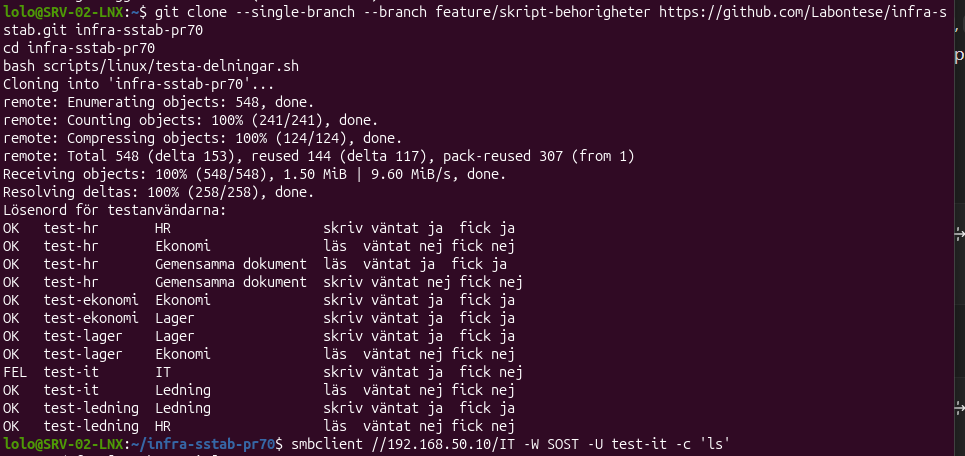 lolo@SRV-02-LNX:~$ git clone --single-branch --branch feature/skript-behorigheter https://github.com/Labontese/infra-s
stab.git infra-sstab-pr70
cd infra-sstab-pr70
bash scripts/linux/testa-delningar.sh
Cloning into 'infra-sstab-pr70'...
remote: Enumerating objects: 548, done.
remote: Counting objects: 100% (241/241), done.
remote: Compressing objects: 100% (124/124), done.
remote: Total 548 (delta 153), reused 144 (delta 117), pack-reused 307 (from 1)
Receiving objects: 100% (548/548), 1.50 MiB | 9.60 MiB/s, done.
Resolving deltas: 100% (258/258), done.
Lösenord för testanvändarna:
OK   test-hr       HR                   skriv väntat ja  fick ja
OK   test-hr       Ekonomi              läs  väntat nej fick nej
OK   test-hr       Gemensamma dokument  läs  väntat ja  fick ja
OK   test-hr       Gemensamma dokument  skriv väntat nej fick nej
OK   test-ekonomi  Ekonomi              skriv väntat ja  fick ja
OK   test-ekonomi  Lager                skriv väntat ja  fick ja
OK   test-lager    Lager                skriv väntat ja  fick ja
OK   test-lager    Ekonomi              läs  väntat nej fick nej
FEL  test-it       IT                   skriv väntat ja  fick nej
OK   test-it       Ledning              läs  väntat nej fick nej
OK   test-ledning  Ledning              skriv väntat ja  fick ja
OK   test-ledning  HR                   läs  väntat nej fick nej
lolo@SRV-02-LNX:~/infra-sstab-pr70$ smbclient //192.168.50.10/IT -W SOST -U test-it -c 'ls'